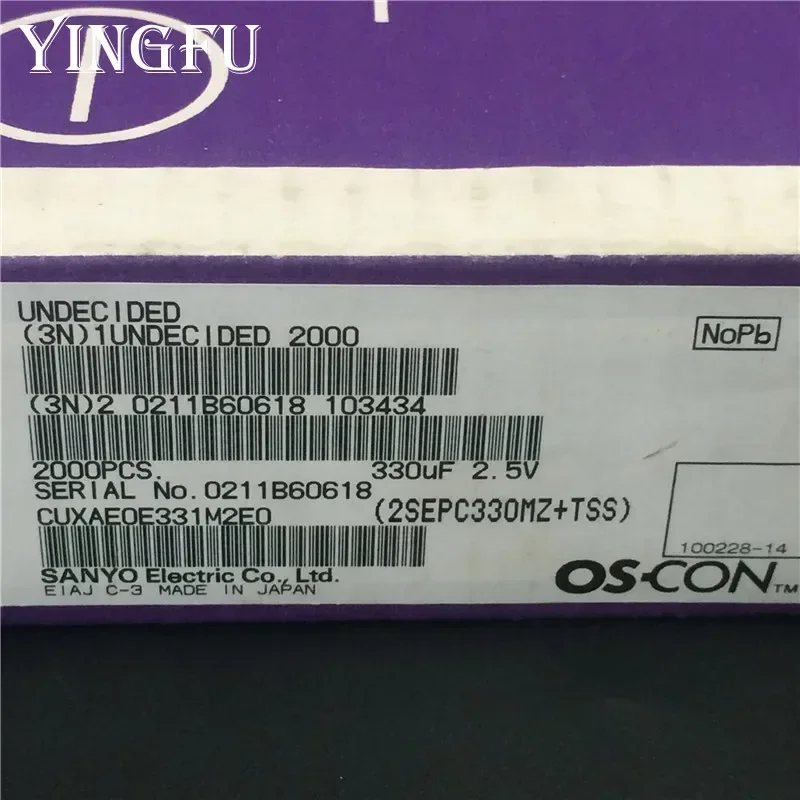 YINGFU
UNDECIDED
(3N)1UNDECIDED 2000
NoPb
(3N)2 0211B60618 103434
2000PCS. 330uF 2.5V
SERIAL No.0211B60618
CUXAE0E331M2E0 (2SEPC330MZ+TSS)
100228-14
SANYO Electric Co., Ltd.
OS-CON™
EIAJ C-3 MADE IN JAPAN